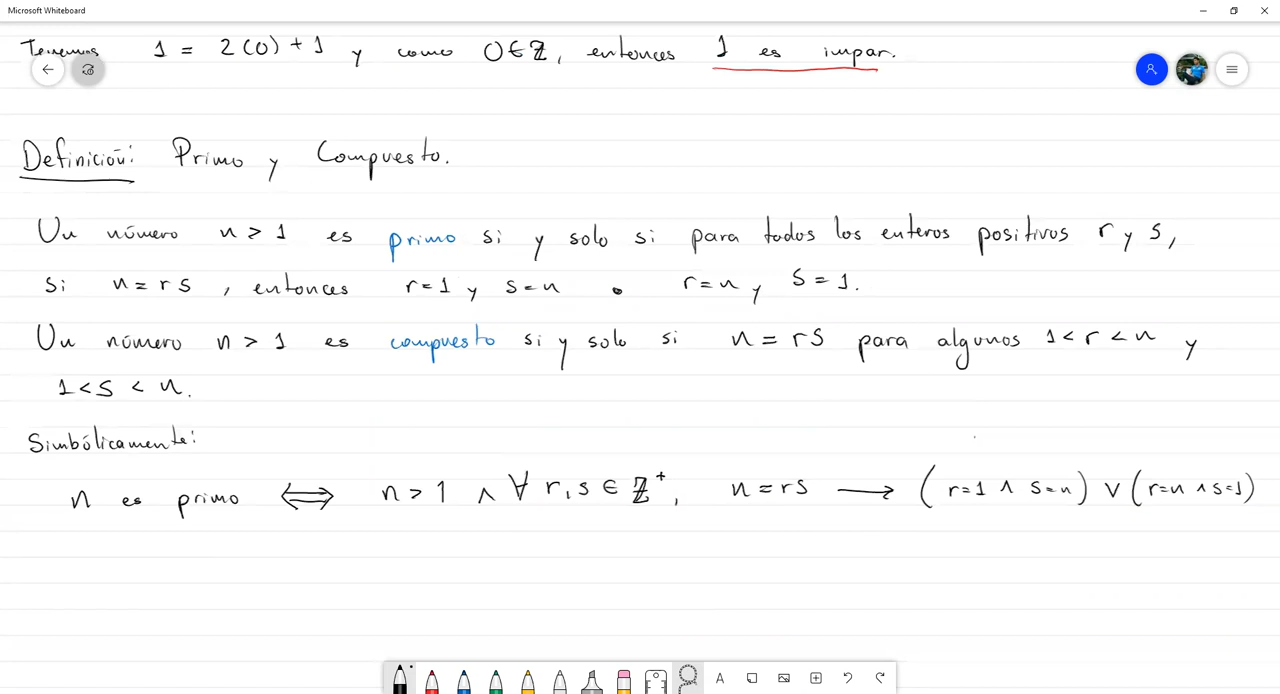 Microsoft Whiteboard
Tenemos 1 = 2(0) + 1 y como 0 ∈ ℤ, entonces 1 es impar.
Definición: Primo y Compuesto.
Un número n > 1 es primo si y solo si para todos los enteros positivos r y s,
si n = rs, entonces r=1 y s=n o r=n y s=1.
Un número n > 1 es compuesto si y solo si n = rs para algunos 1 < r < n y
1 < s < n.
Simbólicamente:
n es primo ⟺ n > 1 ∧ ∀ r, s ∈ ℤ⁺, n = rs ⟶ (r=1 ∧ s=n) ∨ (r=n ∧ s=1)
A